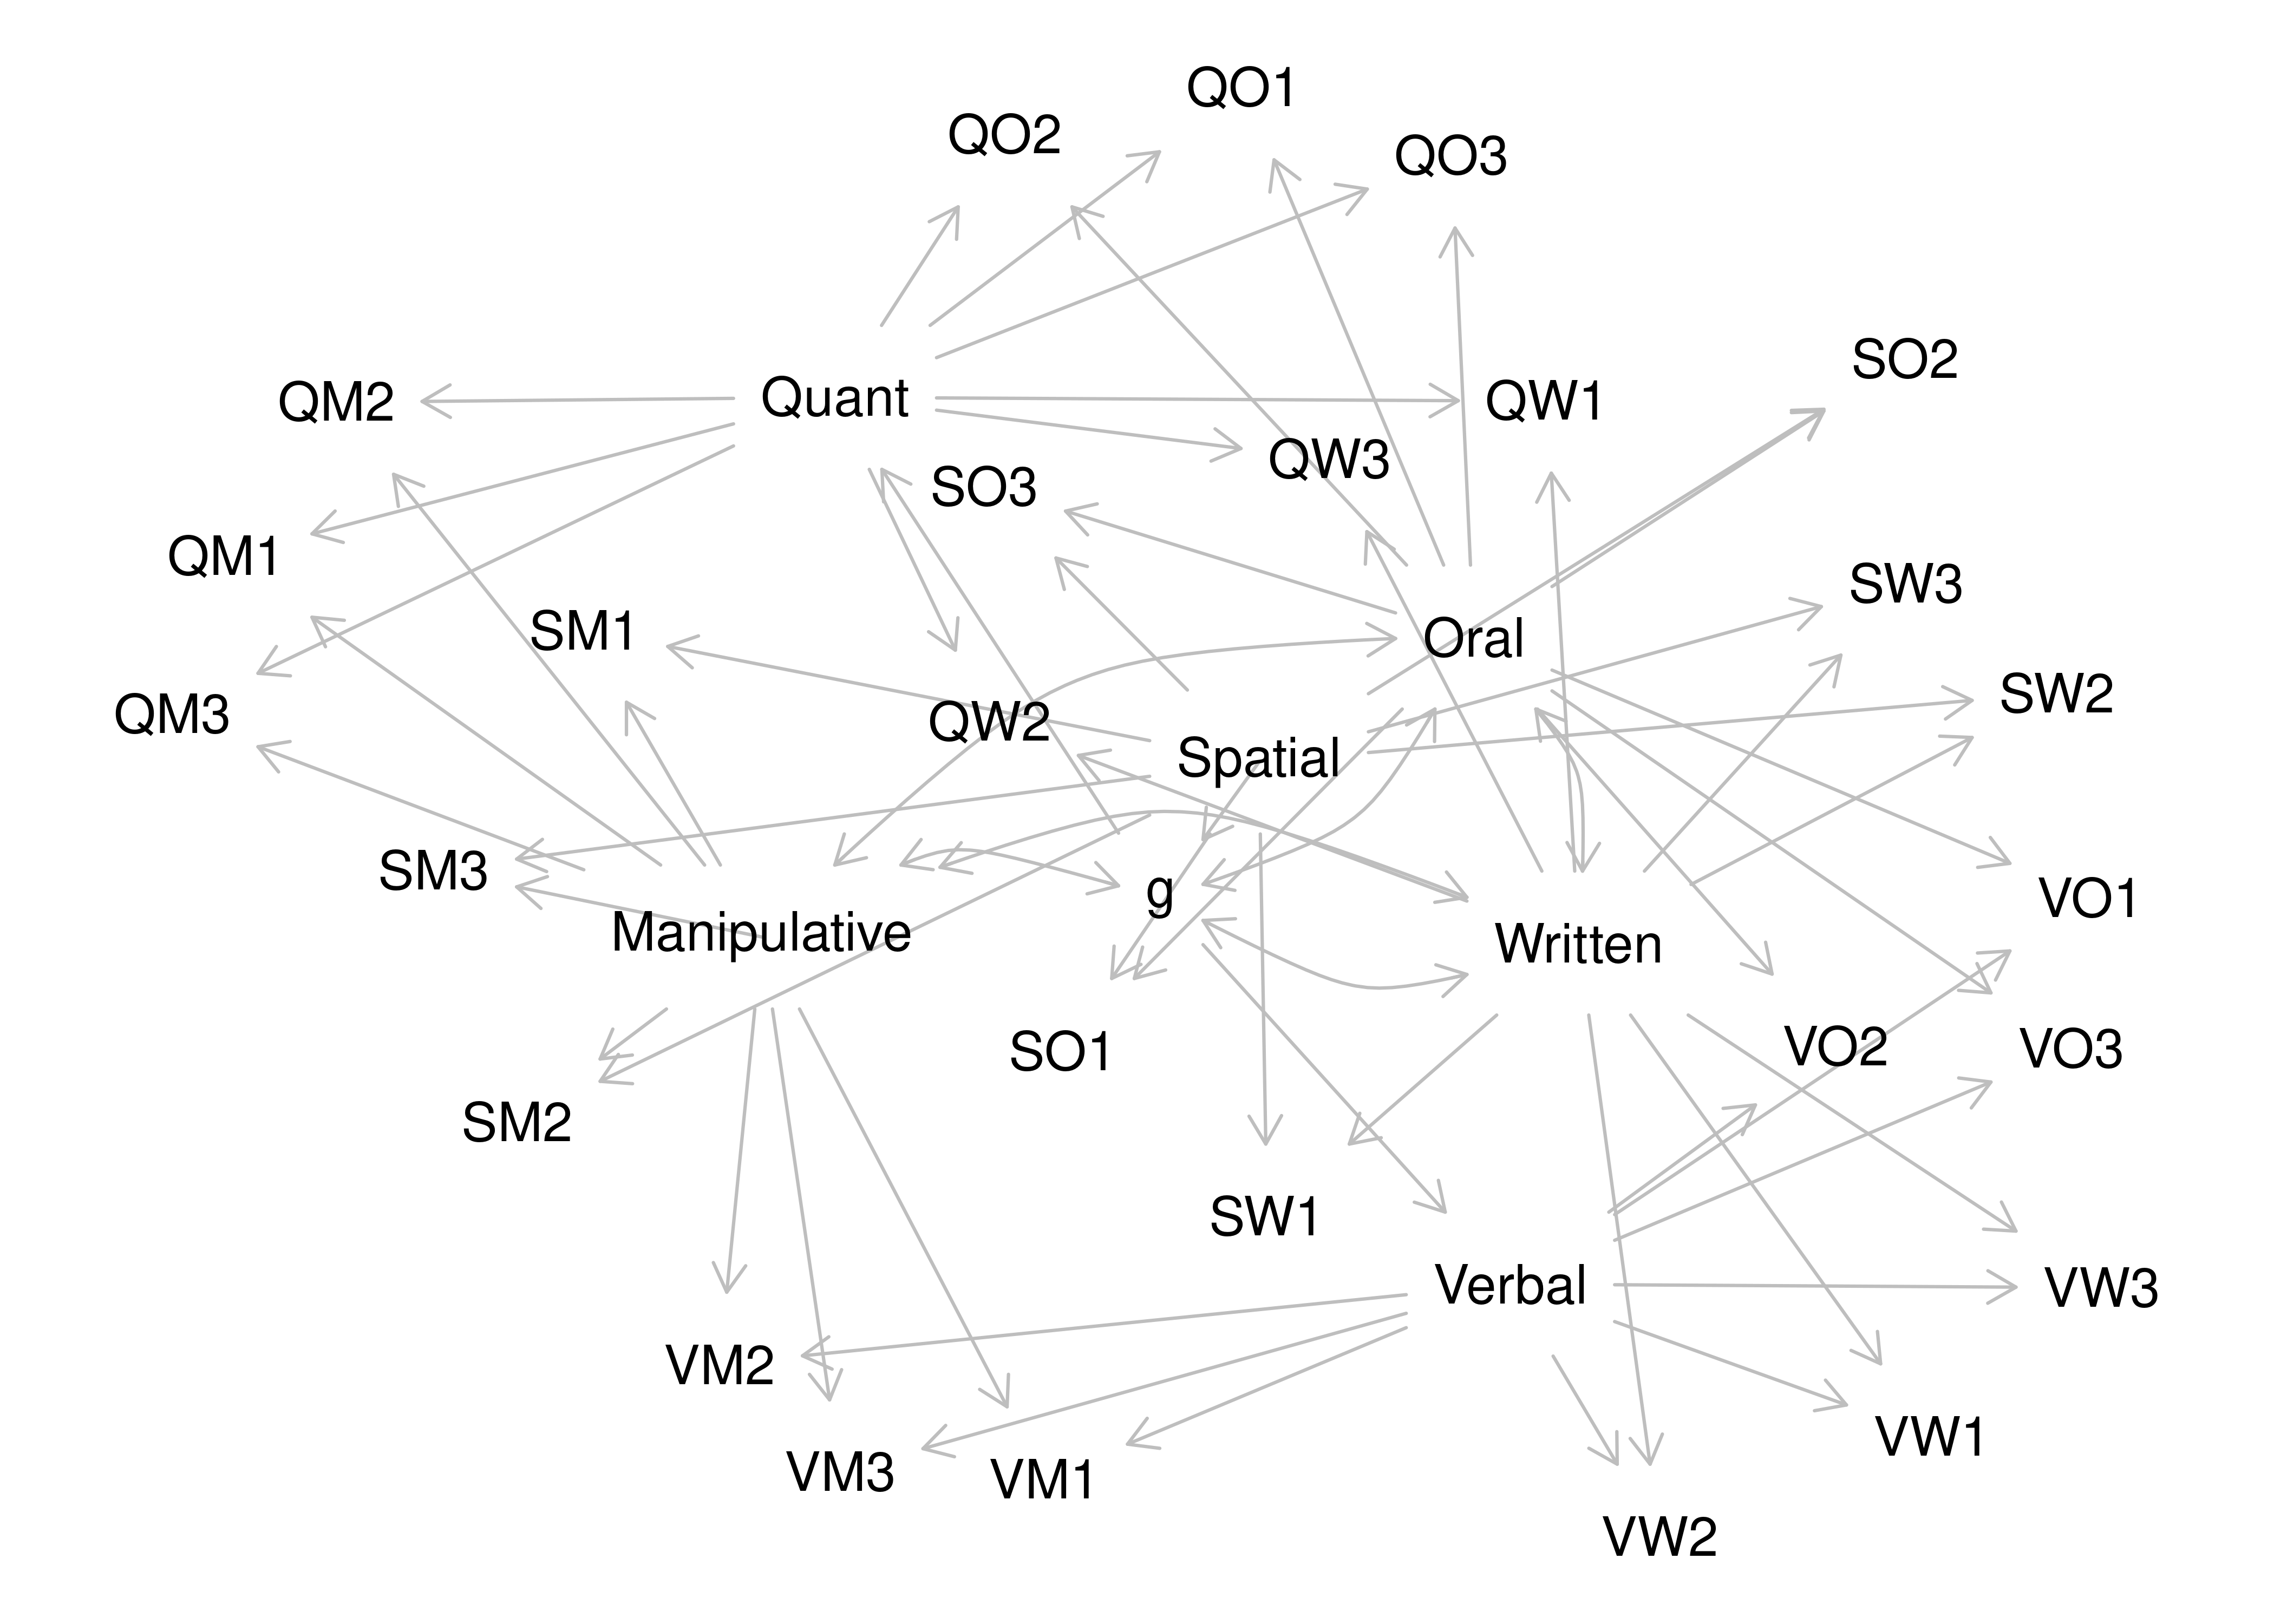 QO1
QO2
QO3
SO2
Quant
QM2
QW1
QW3
SO3
QM1
SW3
SM1
Oral
SW2
QM3
QW2
Spatial
SM3
g
VO1
Manipulative
Written
VO2
VO3
SO1
SM2
SW1
Verbal
VW3
VM2
VW1
VM3
VM1
VW2